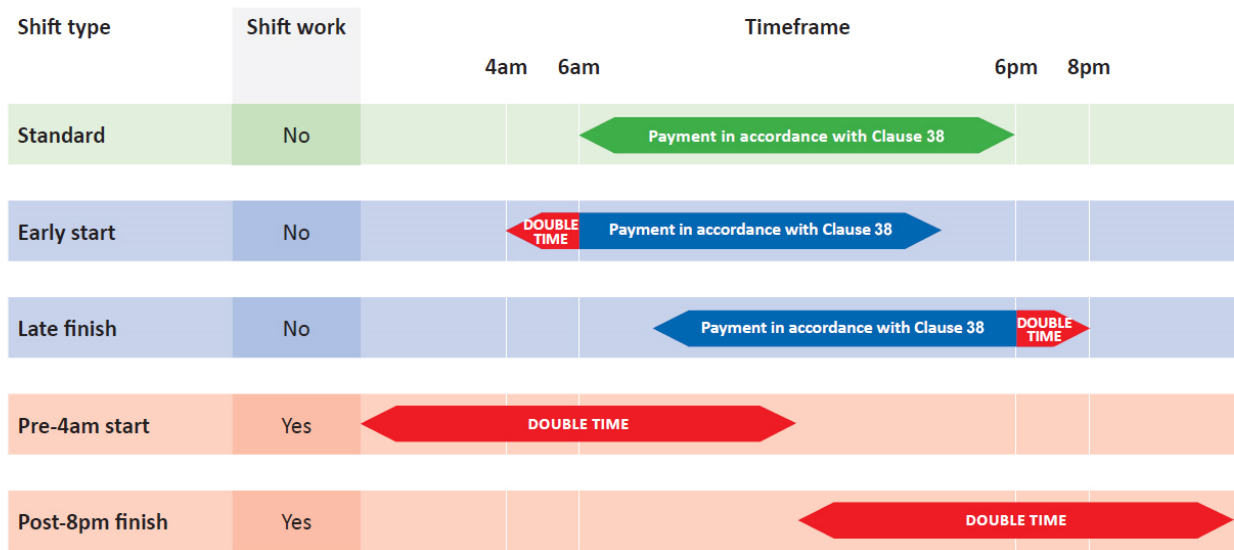 Shift type Shift work Timeframe
4am 6am 6pm 8pm
Standard No Payment in accordance with Clause 38
Early start No DOUBLE TIME Payment in accordance with Clause 38
Late finish No Payment in accordance with Clause 38 DOUBLE TIME
Pre-4am start Yes DOUBLE TIME
Post-8pm finish Yes DOUBLE TIME